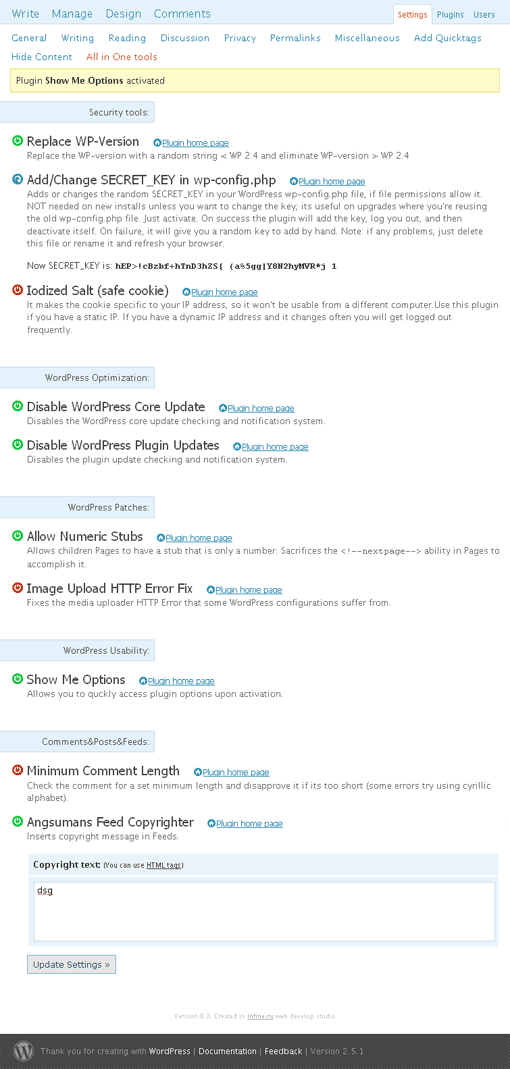 Write Manage Design Comments Settings Plugins Users
General Writing Reading Discussion Privacy Permalinks Miscellaneous Add Quicktags
Hide Content All in One tools
Plugin Show Me Options activated
Security tools:
Replace WP-Version Plugin home page
Replace the WP-version with a random string < WP 2.4 and eliminate WP-version > WP 2.4
Add/Change SECRET_KEY in wp-config.php Plugin home page
Adds or changes the random SECRET_KEY in your WordPress wp-config.php file, if file permissions allow it.
NOT needed on new installs unless you want to change the key; its useful on upgrades where you're reusing
the old wp-config.php file. Just activate. On success the plugin will add the key, log you out, and then
deactivate itself. On failure, it will give you a random key to add by hand. Note: if any problems, just delete
this file or rename it and refresh your browser.
Now SECRET_KEY is: hEP>!cBzbf+hTnD3hZS{ (a%5gg|Y8N2hyMVR*j 1
Iodized Salt (safe cookie) Plugin home page
It makes the cookie specific to your IP address, so it won't be usable from a different computer.Use this plugin
if you have a static IP. If you have a dynamic IP address and it changes often you will get logged out
frequently.
WordPress Optimization:
Disable WordPress Core Update Plugin home page
Disables the WordPress core update checking and notification system.
Disable WordPress Plugin Updates Plugin home page
Disables the plugin update checking and notification system.
WordPress Patches:
Allow Numeric Stubs Plugin home page
Allows children Pages to have a stub that is only a number. Sacrifices the <!--nextpage--> ability in Pages to
accomplish it.
Image Upload HTTP Error Fix Plugin home page
Fixes the media uploader HTTP Error that some WordPress configurations suffer from.
WordPress Usability:
Show Me Options Plugin home page
Allows you to quckly access plugin options upon activation.
Comments&Posts&Feeds:
Minimum Comment Length Plugin home page
Check the comment for a set minimum length and disapprove it if its too short (some errors try using cyrillic
alphabet).
Angsumans Feed Copyrighter Plugin home page
Inserts copyright message in Feeds.
Copyright text: (You can use HTML tags)
dsg
Update Settings »
Version 0.3, Created in infine.ru web develop studio
Thank you for creating with WordPress | Documentation | Feedback | Version 2.5.1